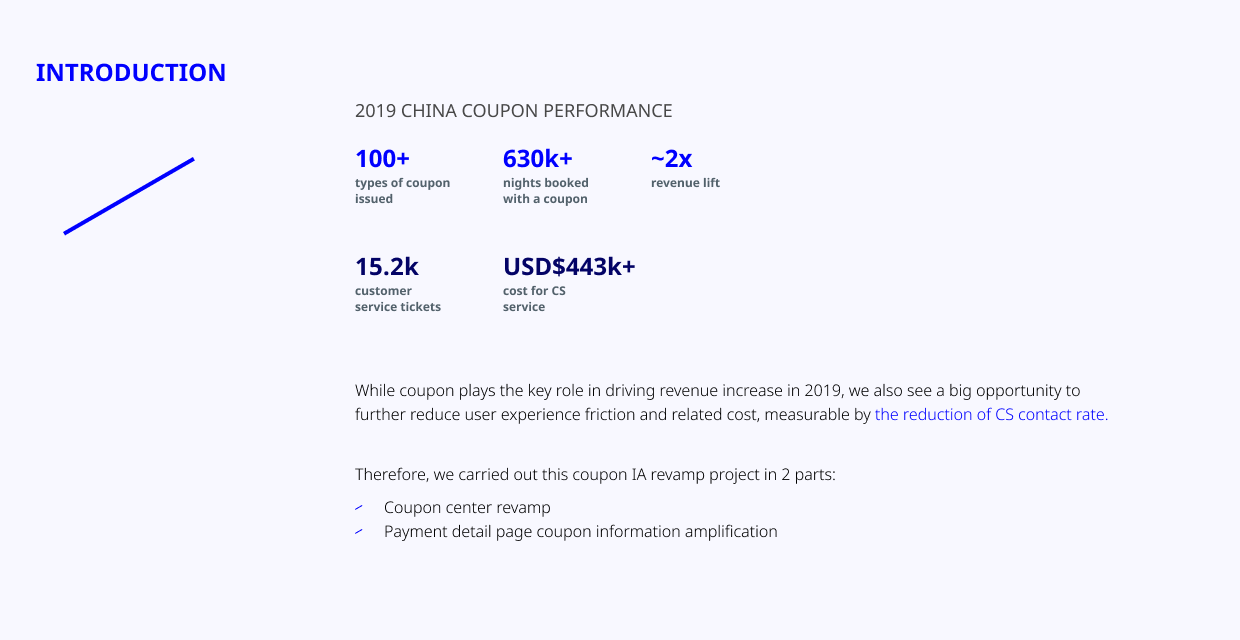 INTRODUCTION
2019 CHINA COUPON PERFORMANCE
100+
types of coupon
issued
630k+
nights booked
with a coupon
~2x
revenue lift
15.2k
customer
service tickets
USD$443k+
cost for CS
service
While coupon plays the key role in driving revenue increase in 2019, we also see a big opportunity to
further reduce user experience friction and related cost, measurable by the reduction of CS contact rate.
Therefore, we carried out this coupon IA revamp project in 2 parts:
Coupon center revamp
Payment detail page coupon information amplification